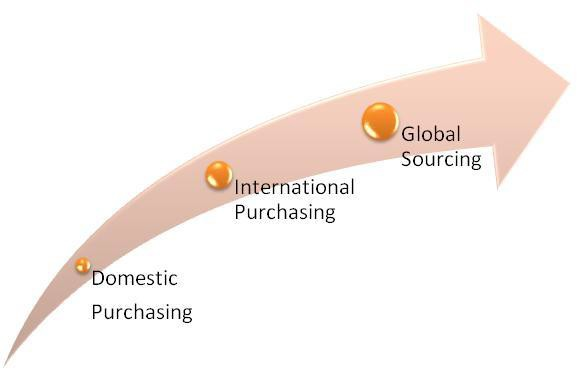 Global
Sourcing
International
Purchasing
Domestic
Purchasing